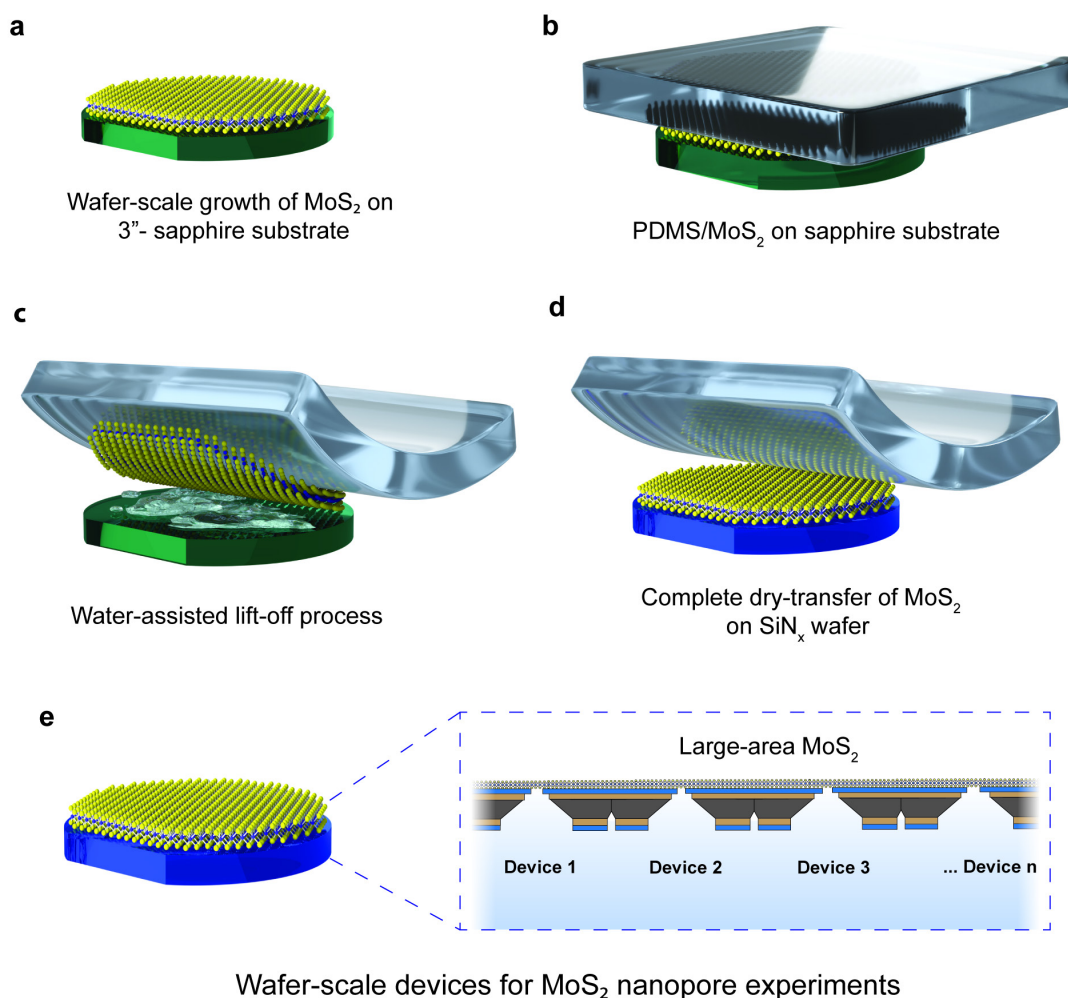 a
Wafer-scale growth of MoS₂ on
3”- sapphire substrate
b
PDMS/MoS₂ on sapphire substrate
c
Water-assisted lift-off process
d
Complete dry-transfer of MoS₂
on SiNₓ wafer
e
Large-area MoS₂
Device 1 Device 2 Device 3 ... Device n
Wafer-scale devices for MoS₂ nanopore experiments